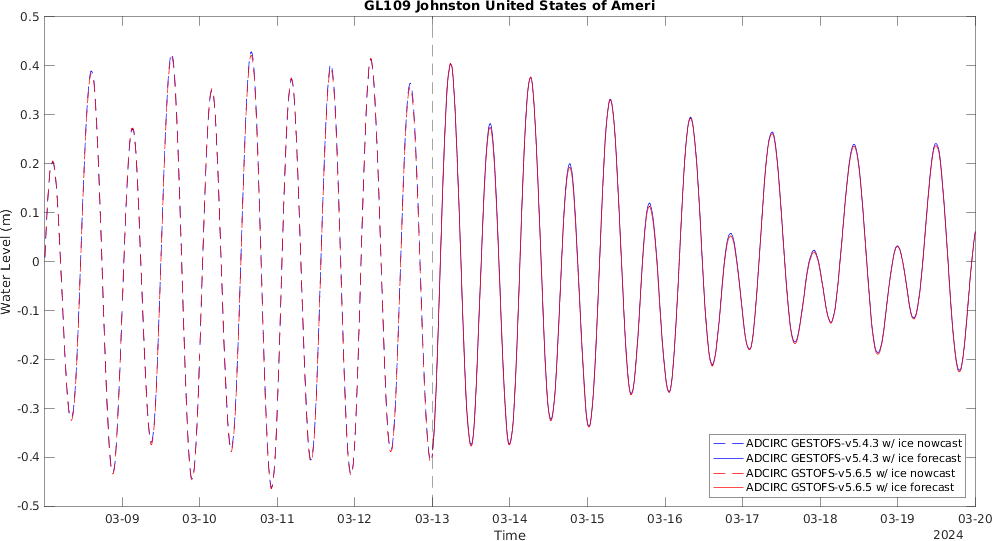 GL109 Johnston United States of Ameri
0.5
0.4
0.3
0.2
0.1
0
-0.1
-0.2
-0.3
-0.4
-0.5
Water Level (m)
ADCIRC GESTOFS-v5.4.3 w/ ice nowcast
ADCIRC GESTOFS-v5.4.3 w/ ice forecast
ADCIRC GSTOFS-v5.6.5 w/ ice nowcast
ADCIRC GSTOFS-v5.6.5 w/ ice forecast
03-09 03-10 03-11 03-12 03-13 03-14 03-15 03-16 03-17 03-18 03-19 03-20
Time
2024